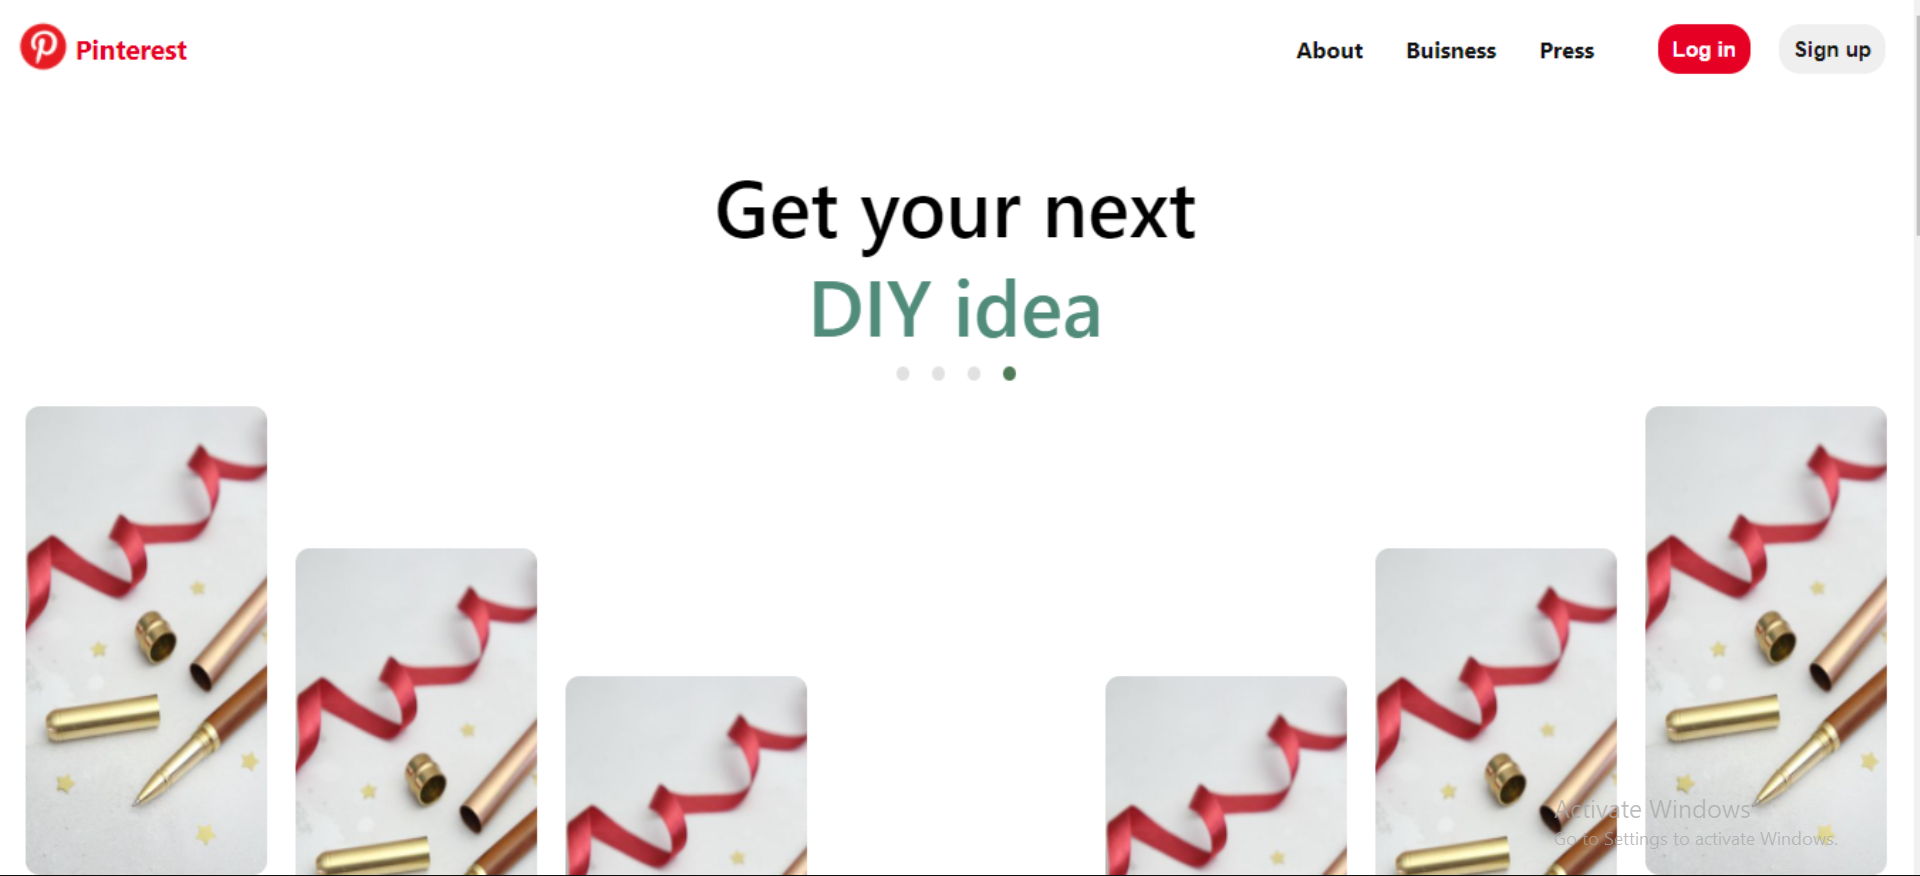 Pinterest
About Buisness Press Log in Sign up
Get your next
DIY idea
Activate Windows
Go to Settings to activate Windows.